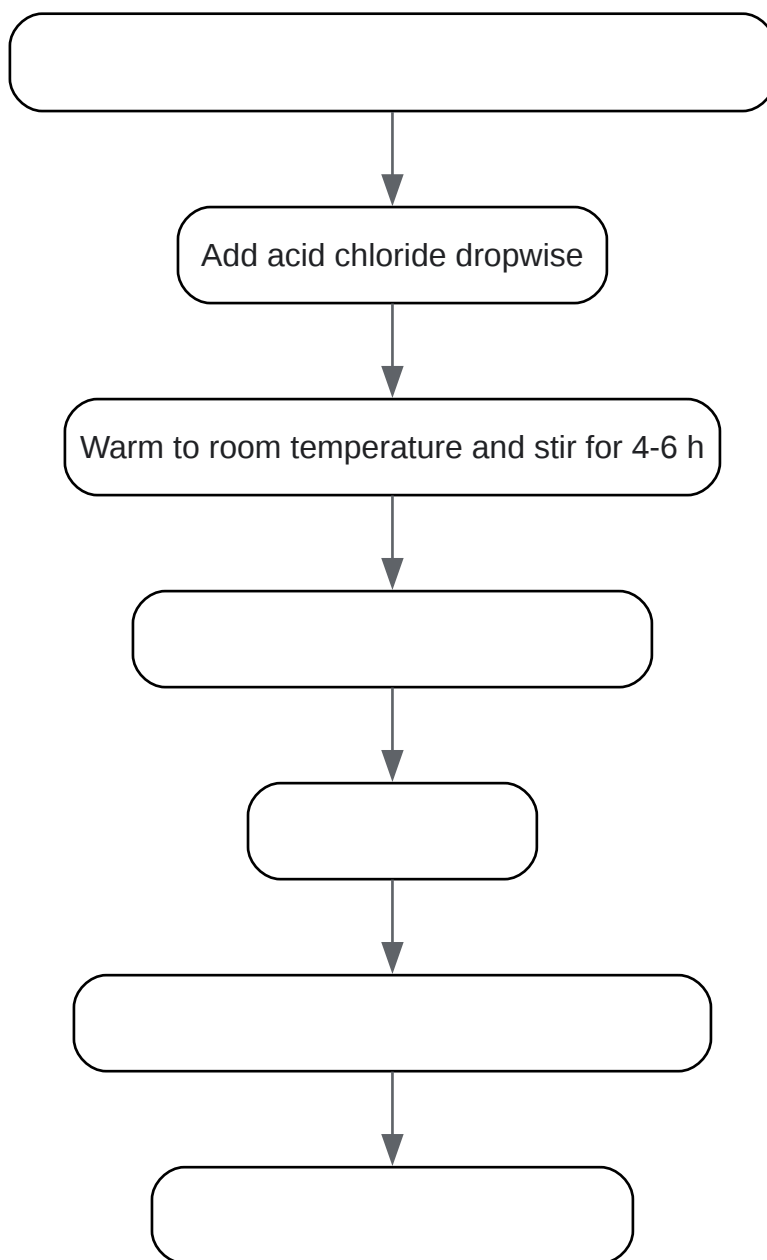 Add acid chloride dropwise
Warm to room temperature and stir for 4-6 h